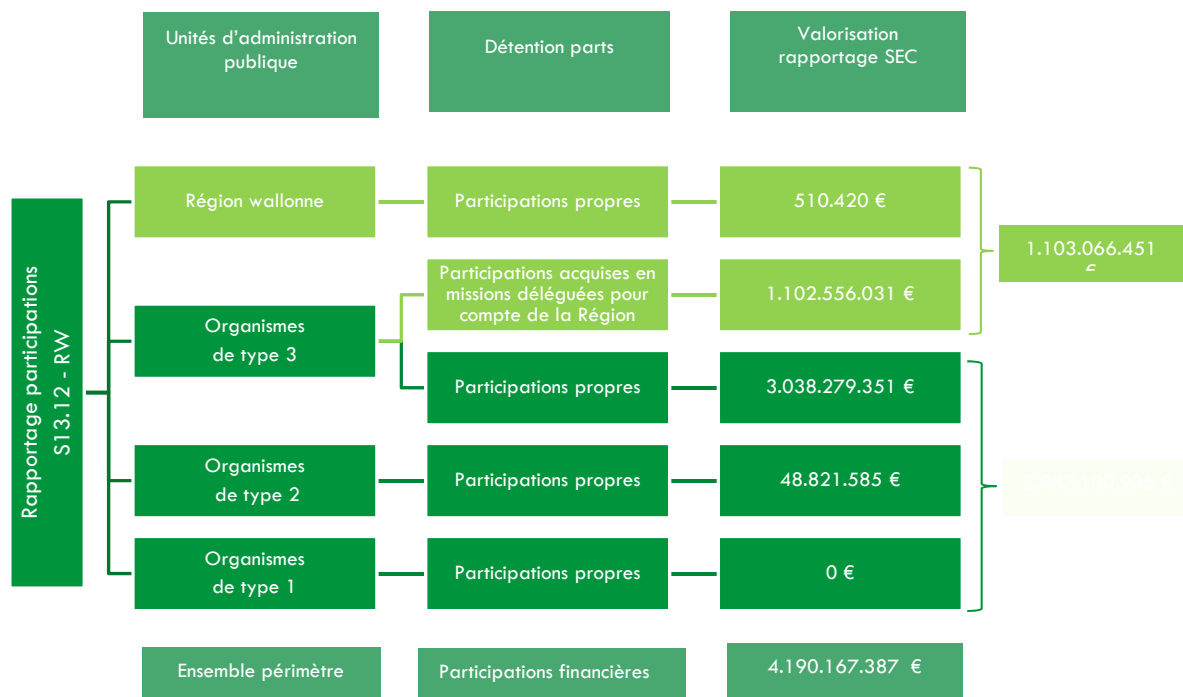 Unités d'administration
publique
Détention parts
Valorisation
rapportage SEC
Rapportage participations
S13.12 - RW
Région wallonne
Participations propres
510.420 €
1.103.066.451
€
Organismes
de type 3
Participations acquises en
missions déléguées pour
compte de la Région
1.102.556.031 €
Participations propres
3.038.279.351 €
Organismes
de type 2
Participations propres
48.821.585 €
Organismes
de type 1
Participations propres
0 €
Ensemble périmètre
Participations financières
4.190.167.387 €